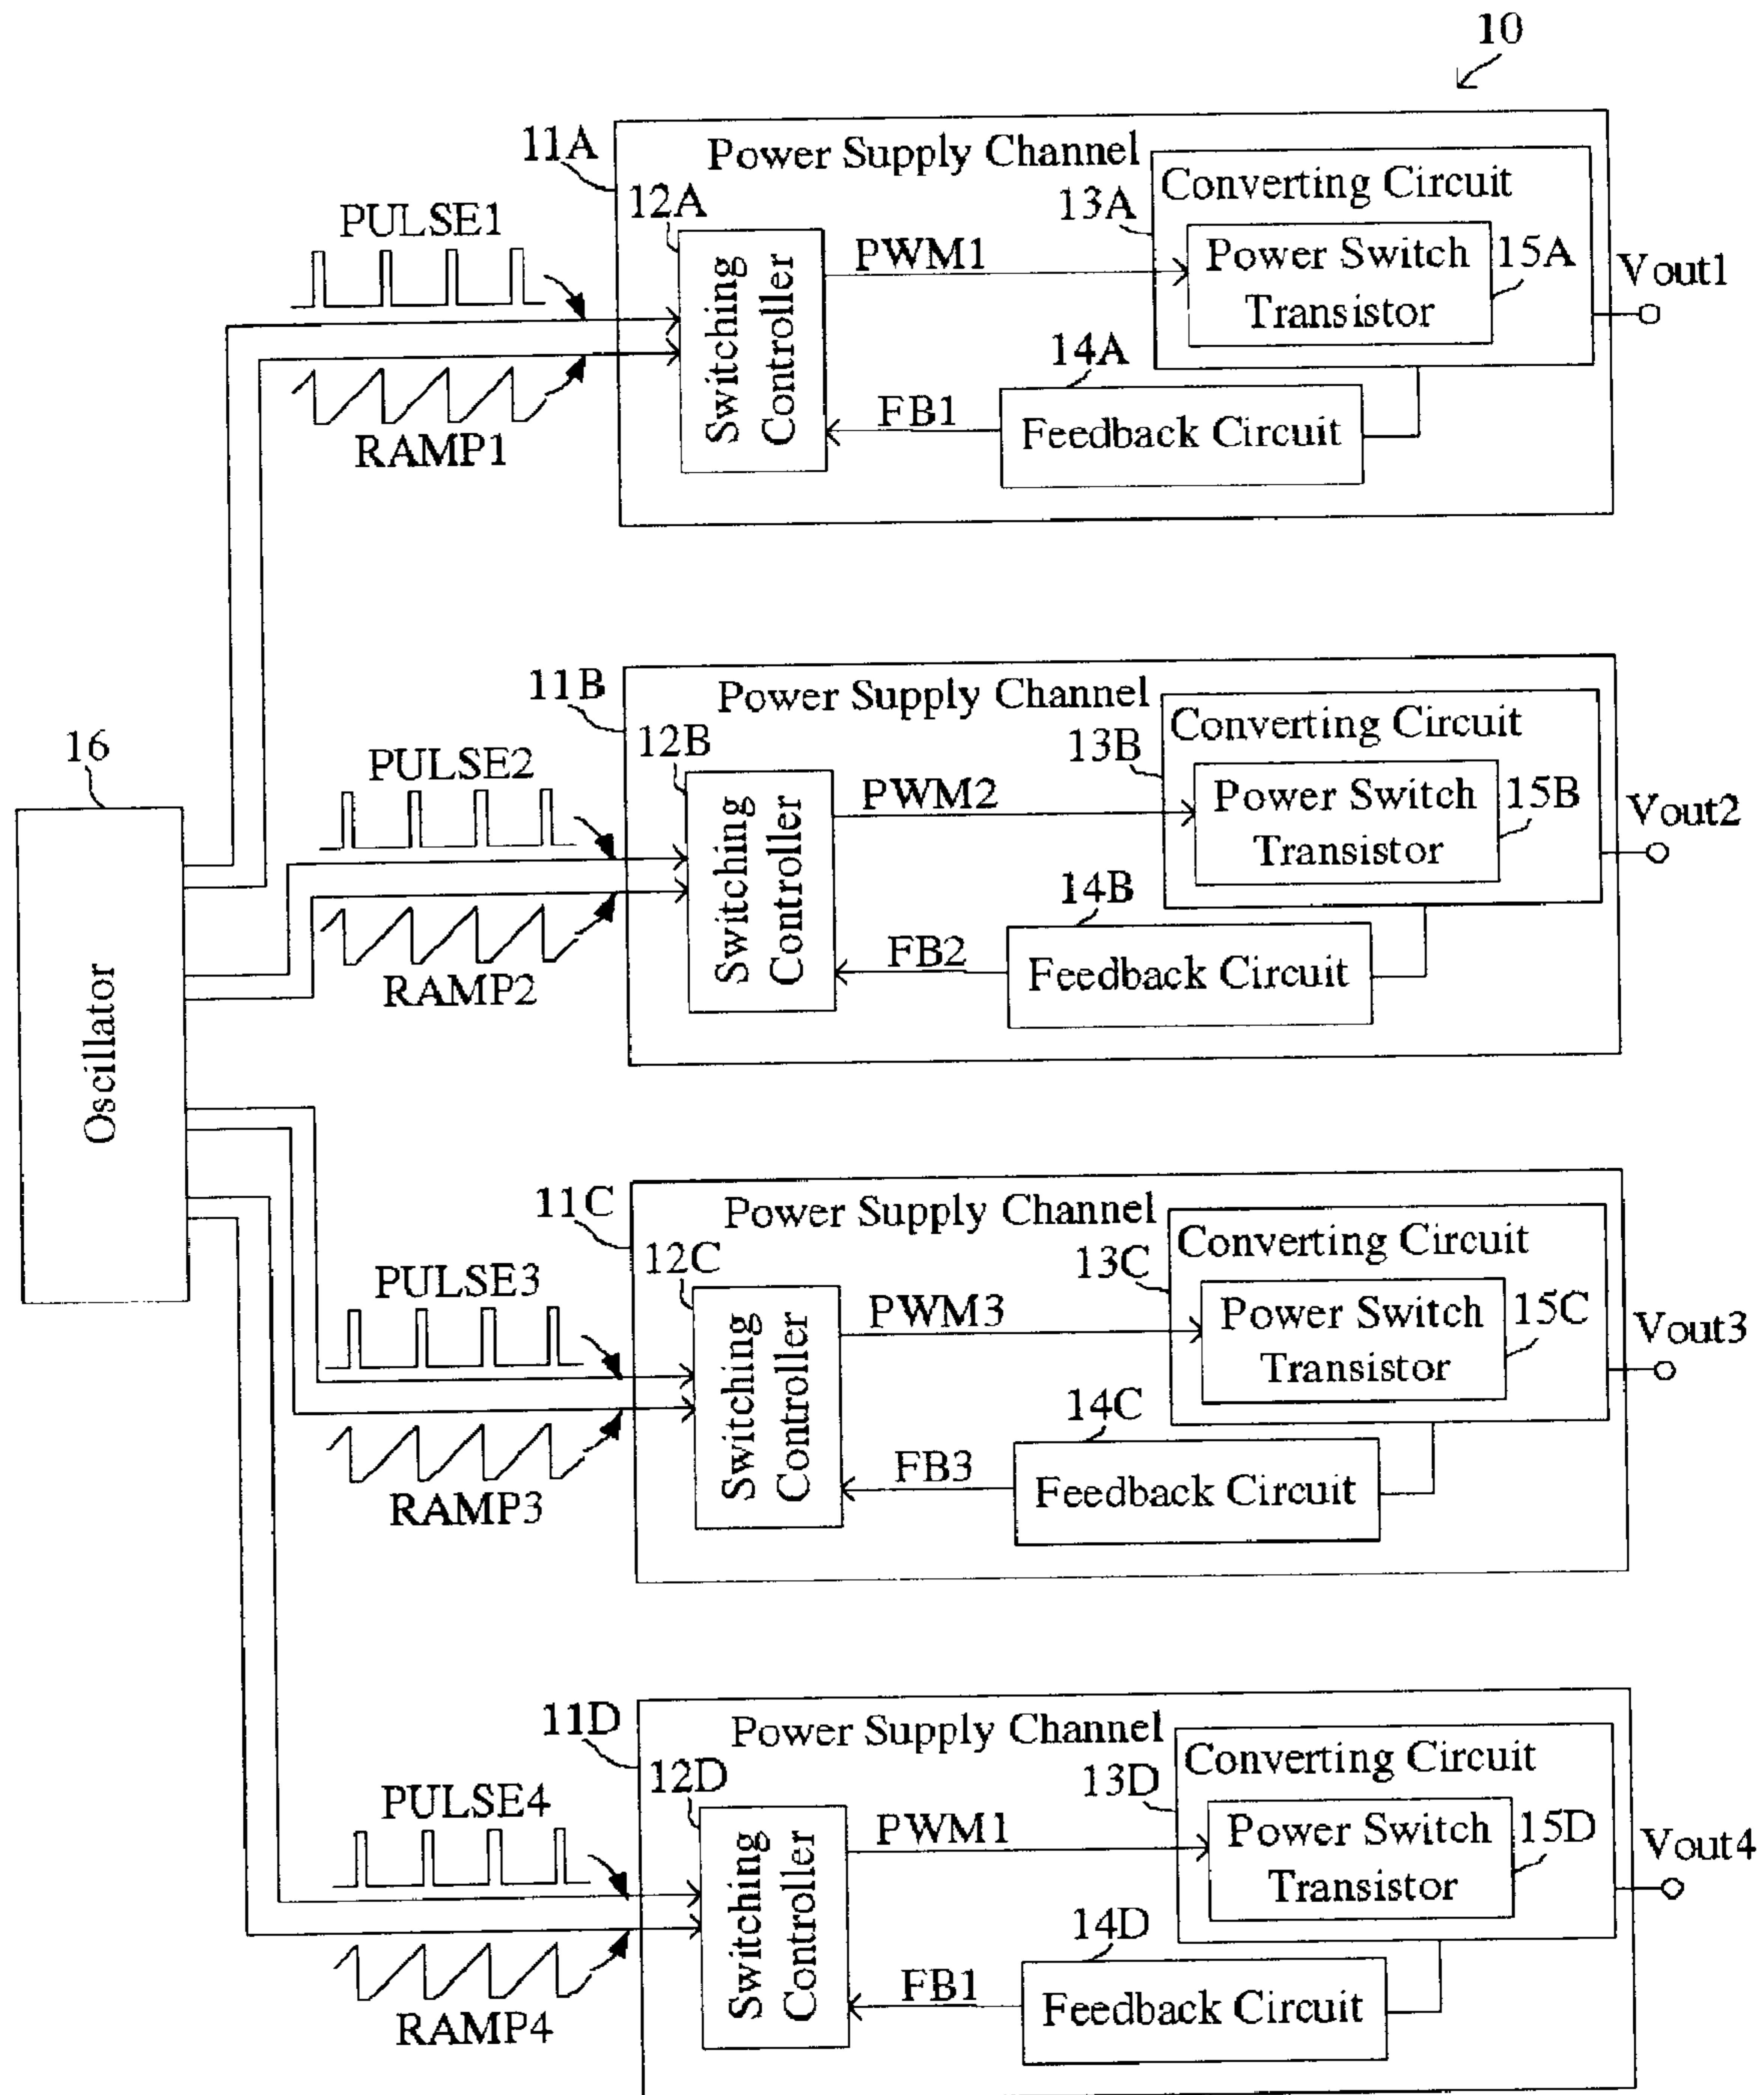 10
11A
Power Supply Channel
Converting Circuit
12A
13A
PULSE1
PWM1
Power Switch
Transistor
15A
Vout1
Switching
Controller
14A
RAMP1
FB1
Feedback Circuit
11B
Power Supply Channel
Converting Circuit
16
12B
13B
PULSE2
PWM2
Power Switch
Transistor
15B
Vout2
Switching
Controller
14B
RAMP2
FB2
Feedback Circuit
Oscillator
11C
Power Supply Channel
Converting Circuit
12C
13C
PULSE3
PWM3
Power Switch
Transistor
15C
Vout3
Switching
Controller
14C
RAMP3
FB3
Feedback Circuit
11D
Power Supply Channel
Converting Circuit
12D
13D
PULSE4
PWM1
Power Switch
Transistor
15D
Vout4
Switching
Controller
14D
RAMP4
FB1
Feedback Circuit